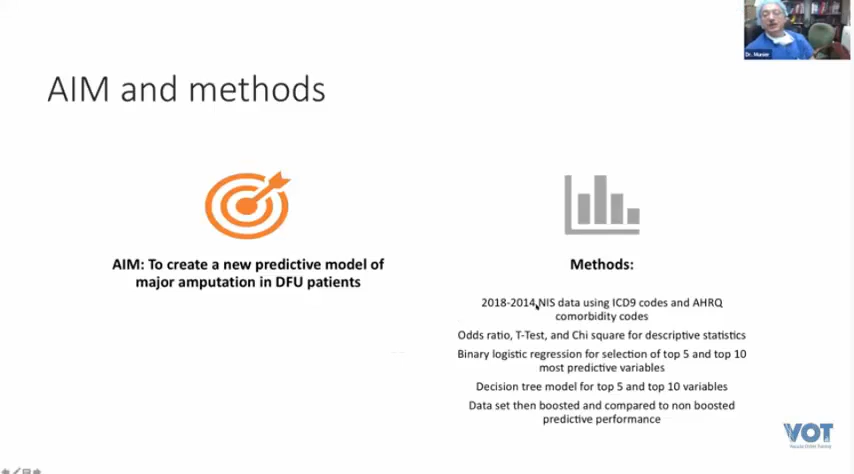 Dr. Munier
AIM and methods
AIM: To create a new predictive model of
major amputation in DFU patients
Methods:
2018-2014 NIS data using ICD9 codes and AHRQ
comorbidity codes
Odds ratio, T-Test, and Chi square for descriptive statistics
Binary logistic regression for selection of top 5 and top 10
most predictive variables
Decision tree model for top 5 and top 10 variables
Data set then boosted and compared to non boosted
predictive performance
VOT
Vascular Online Training